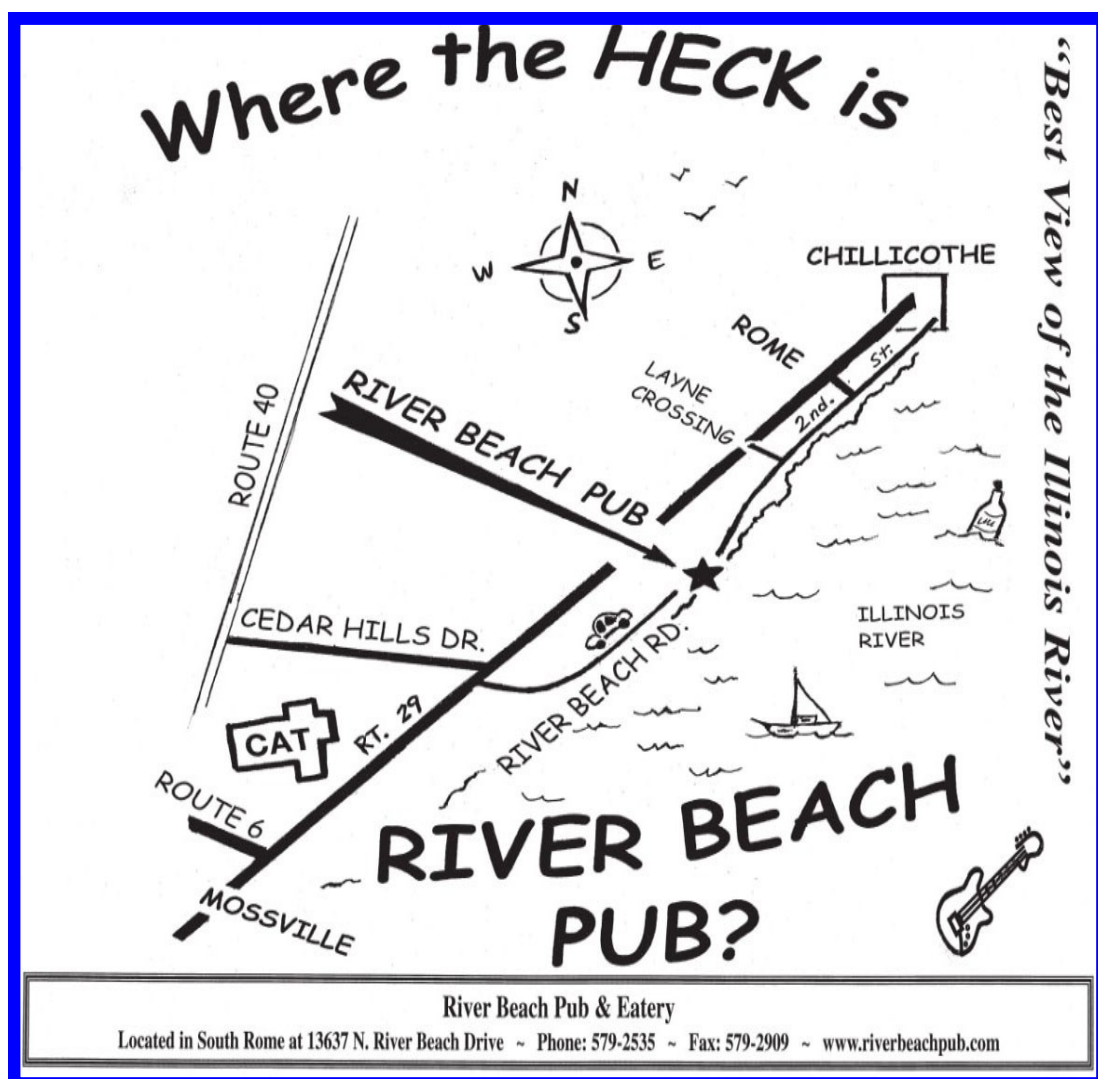 Where the HECK is
"Best View of the Illinois River"
N
W
E
S
CHILLICOTHE
ROME
LAYNE
CROSSING
2nd. St.
ROUTE 40
RIVER BEACH PUB
CEDAR HILLS DR.
ILLINOIS
RIVER
RIVER BEACH RD.
RT. 29
CAT
ROUTE 6
MOSSVILLE
RIVER BEACH
PUB?
River Beach Pub & Eatery
Located in South Rome at 13637 N. River Beach Drive ~ Phone: 579-2535 ~ Fax: 579-2909 ~ www.riverbeachpub.com